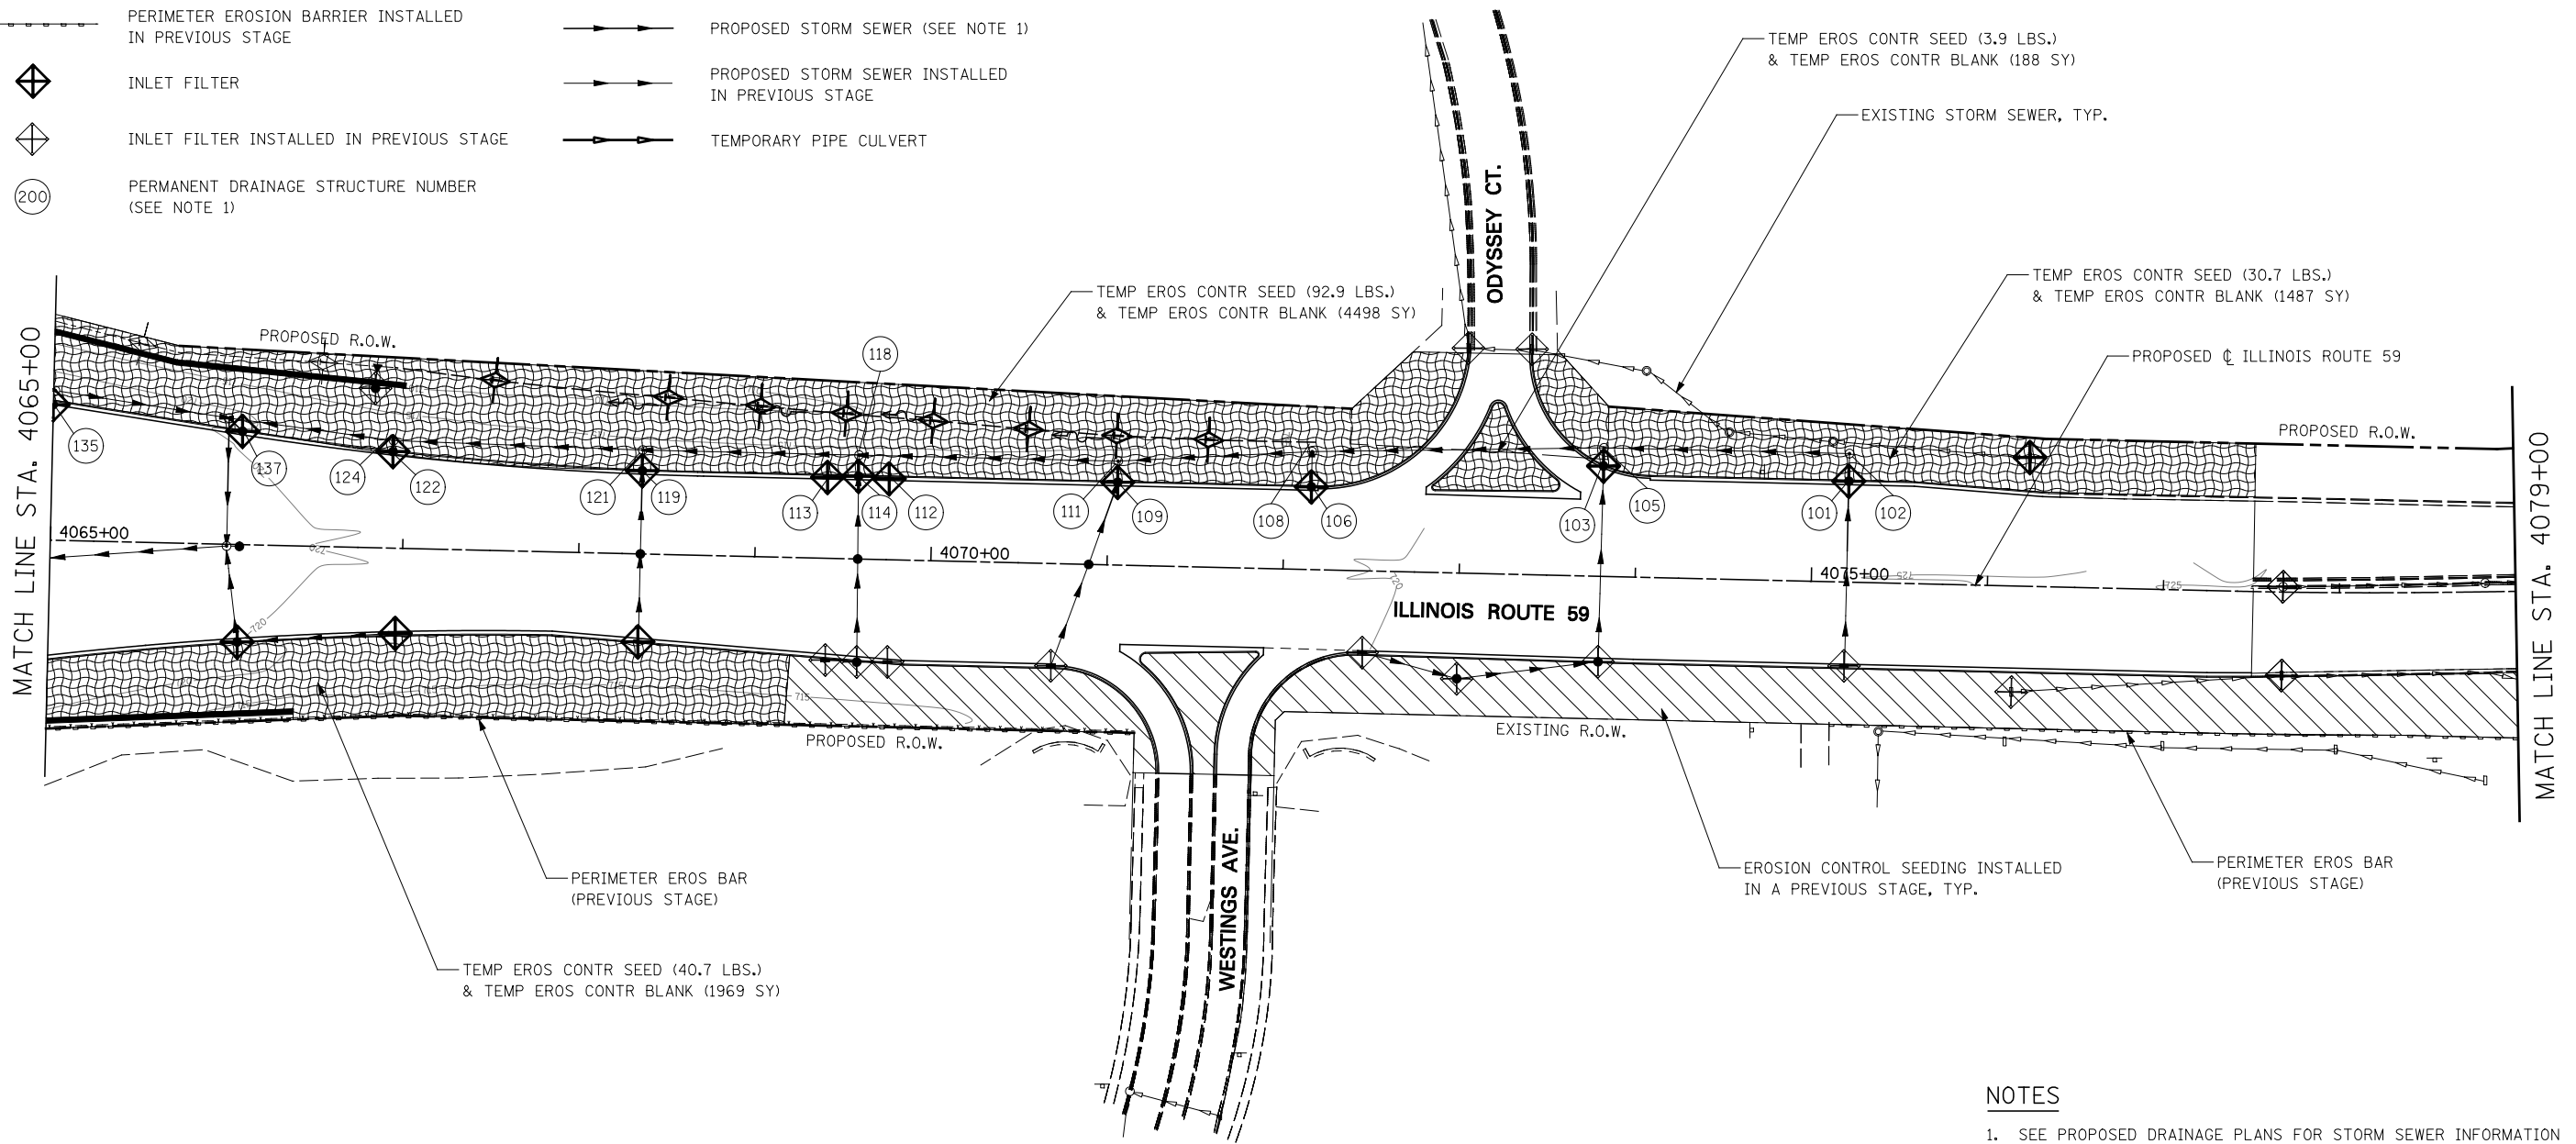 PERIMETER EROSION BARRIER INSTALLED
IN PREVIOUS STAGE
INLET FILTER
INLET FILTER INSTALLED IN PREVIOUS STAGE
200
PERMANENT DRAINAGE STRUCTURE NUMBER
(SEE NOTE 1)
PROPOSED STORM SEWER (SEE NOTE 1)
PROPOSED STORM SEWER INSTALLED
IN PREVIOUS STAGE
TEMPORARY PIPE CULVERT
TEMP EROS CONTR SEED (3.9 LBS.)
& TEMP EROS CONTR BLANK (188 SY)
EXISTING STORM SEWER, TYP.
ODYSSEY CT.
TEMP EROS CONTR SEED (92.9 LBS.)
& TEMP EROS CONTR BLANK (4498 SY)
TEMP EROS CONTR SEED (30.7 LBS.)
& TEMP EROS CONTR BLANK (1487 SY)
PROPOSED ℄ ILLINOIS ROUTE 59
MATCH LINE STA. 4065+00
PROPOSED R.O.W.
118
PROPOSED R.O.W.
135
137
124
122
121
119
113
114
112
111
109
108
106
103
105
101
102
4065+00
4070+00
4075+00
720
720
720
725
725
715
ILLINOIS ROUTE 59
MATCH LINE STA. 4079+00
PROPOSED R.O.W.
EXISTING R.O.W.
WESTINGS AVE.
PERIMETER EROS BAR
(PREVIOUS STAGE)
EROSION CONTROL SEEDING INSTALLED
IN A PREVIOUS STAGE, TYP.
PERIMETER EROS BAR
(PREVIOUS STAGE)
TEMP EROS CONTR SEED (40.7 LBS.)
& TEMP EROS CONTR BLANK (1969 SY)
NOTES
1. SEE PROPOSED DRAINAGE PLANS FOR STORM SEWER INFORMATION